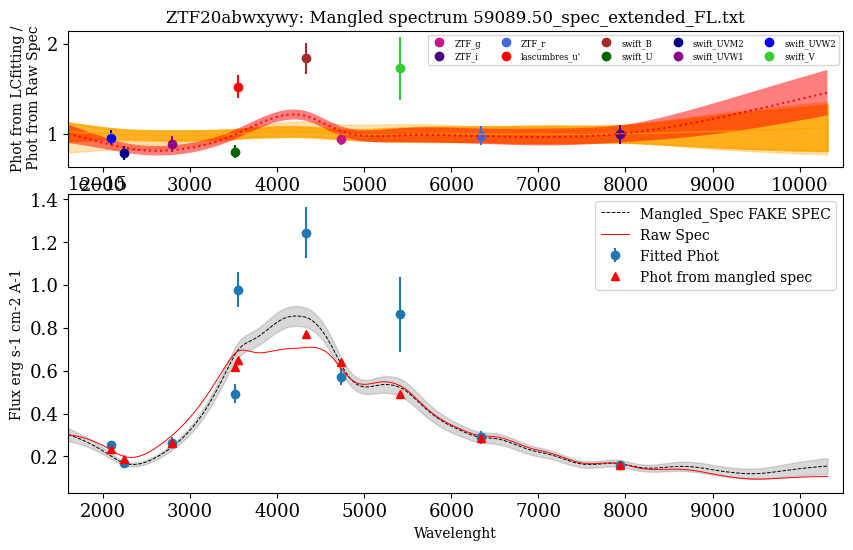 ZTF20abwxywy: Mangled spectrum 59089.50_spec_extended_FL.txt
Phot from LCfitting /
Phot from Raw Spec
2
1
ZTF_g
ZTF_i
ZTF_r
lascumbres_u'
swift_B
swift_U
swift_UVM2
swift_UVW1
swift_UVW2
swift_V
2000 3000 4000 5000 6000 7000 8000 9000 10000
1e−15
Flux erg s-1 cm-2 A-1
1.4
1.2
1.0
0.8
0.6
0.4
0.2
Mangled_Spec FAKE SPEC
Raw Spec
Fitted Phot
Phot from mangled spec
2000 3000 4000 5000 6000 7000 8000 9000 10000
Wavelenght